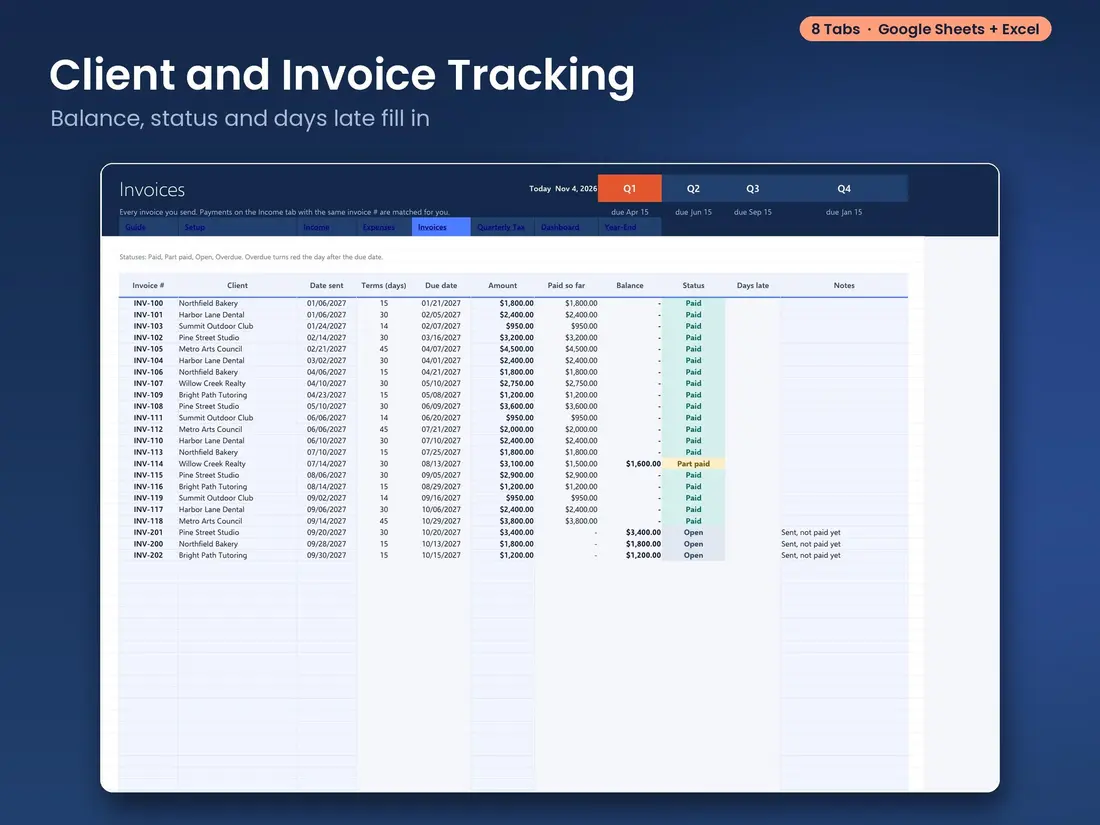 8 Tabs · Google Sheets + Excel
Client and Invoice Tracking
Balance, status and days late fill in
Invoices
Today Nov 4, 2026 Q1 Q2 Q3 Q4
Every invoice you send. Payments on the Income tab with the same invoice # are matched for you. due Apr 15 due Jun 15 due Sep 15 due Jan 15
Guide Setup Income Expenses Invoices Quarterly Tax Dashboard Year-End
Statuses: Paid, Part paid, Open, Overdue. Overdue turns red the day after the due date.
Invoice # Client Date sent Terms (days) Due date Amount Paid so far Balance Status Days late Notes
INV-100 Northfield Bakery 01/06/2027 15 01/21/2027 $1,800.00 $1,800.00 - Paid
INV-101 Harbor Lane Dental 01/06/2027 30 02/05/2027 $2,400.00 $2,400.00 - Paid
INV-103 Summit Outdoor Club 01/24/2027 14 02/07/2027 $950.00 $950.00 - Paid
INV-102 Pine Street Studio 02/14/2027 30 03/16/2027 $3,200.00 $3,200.00 - Paid
INV-105 Metro Arts Council 02/21/2027 45 04/07/2027 $4,500.00 $4,500.00 - Paid
INV-104 Harbor Lane Dental 03/02/2027 30 04/01/2027 $2,400.00 $2,400.00 - Paid
INV-106 Northfield Bakery 04/06/2027 15 04/21/2027 $1,800.00 $1,800.00 - Paid
INV-107 Willow Creek Realty 04/10/2027 30 05/10/2027 $2,750.00 $2,750.00 - Paid
INV-109 Bright Path Tutoring 04/23/2027 15 05/08/2027 $1,200.00 $1,200.00 - Paid
INV-108 Pine Street Studio 05/10/2027 30 06/09/2027 $3,600.00 $3,600.00 - Paid
INV-111 Summit Outdoor Club 06/06/2027 14 06/20/2027 $950.00 $950.00 - Paid
INV-112 Metro Arts Council 06/06/2027 45 07/21/2027 $2,000.00 $2,000.00 - Paid
INV-110 Harbor Lane Dental 06/10/2027 30 07/10/2027 $2,400.00 $2,400.00 - Paid
INV-113 Northfield Bakery 07/10/2027 15 07/25/2027 $1,800.00 $1,800.00 - Paid
INV-114 Willow Creek Realty 07/14/2027 30 08/13/2027 $3,100.00 $1,500.00 $1,600.00 Part paid
INV-115 Pine Street Studio 08/06/2027 30 09/05/2027 $2,900.00 $2,900.00 - Paid
INV-116 Bright Path Tutoring 08/14/2027 15 08/29/2027 $1,200.00 $1,200.00 - Paid
INV-119 Summit Outdoor Club 09/02/2027 14 09/16/2027 $950.00 $950.00 - Paid
INV-117 Harbor Lane Dental 09/06/2027 30 10/06/2027 $2,400.00 $2,400.00 - Paid
INV-118 Metro Arts Council 09/14/2027 45 10/29/2027 $3,800.00 $3,800.00 - Paid
INV-201 Pine Street Studio 09/20/2027 30 10/20/2027 $3,400.00 - $3,400.00 Open Sent, not paid yet
INV-200 Northfield Bakery 09/28/2027 15 10/13/2027 $1,800.00 - $1,800.00 Open Sent, not paid yet
INV-202 Bright Path Tutoring 09/30/2027 15 10/15/2027 $1,200.00 - $1,200.00 Open Sent, not paid yet